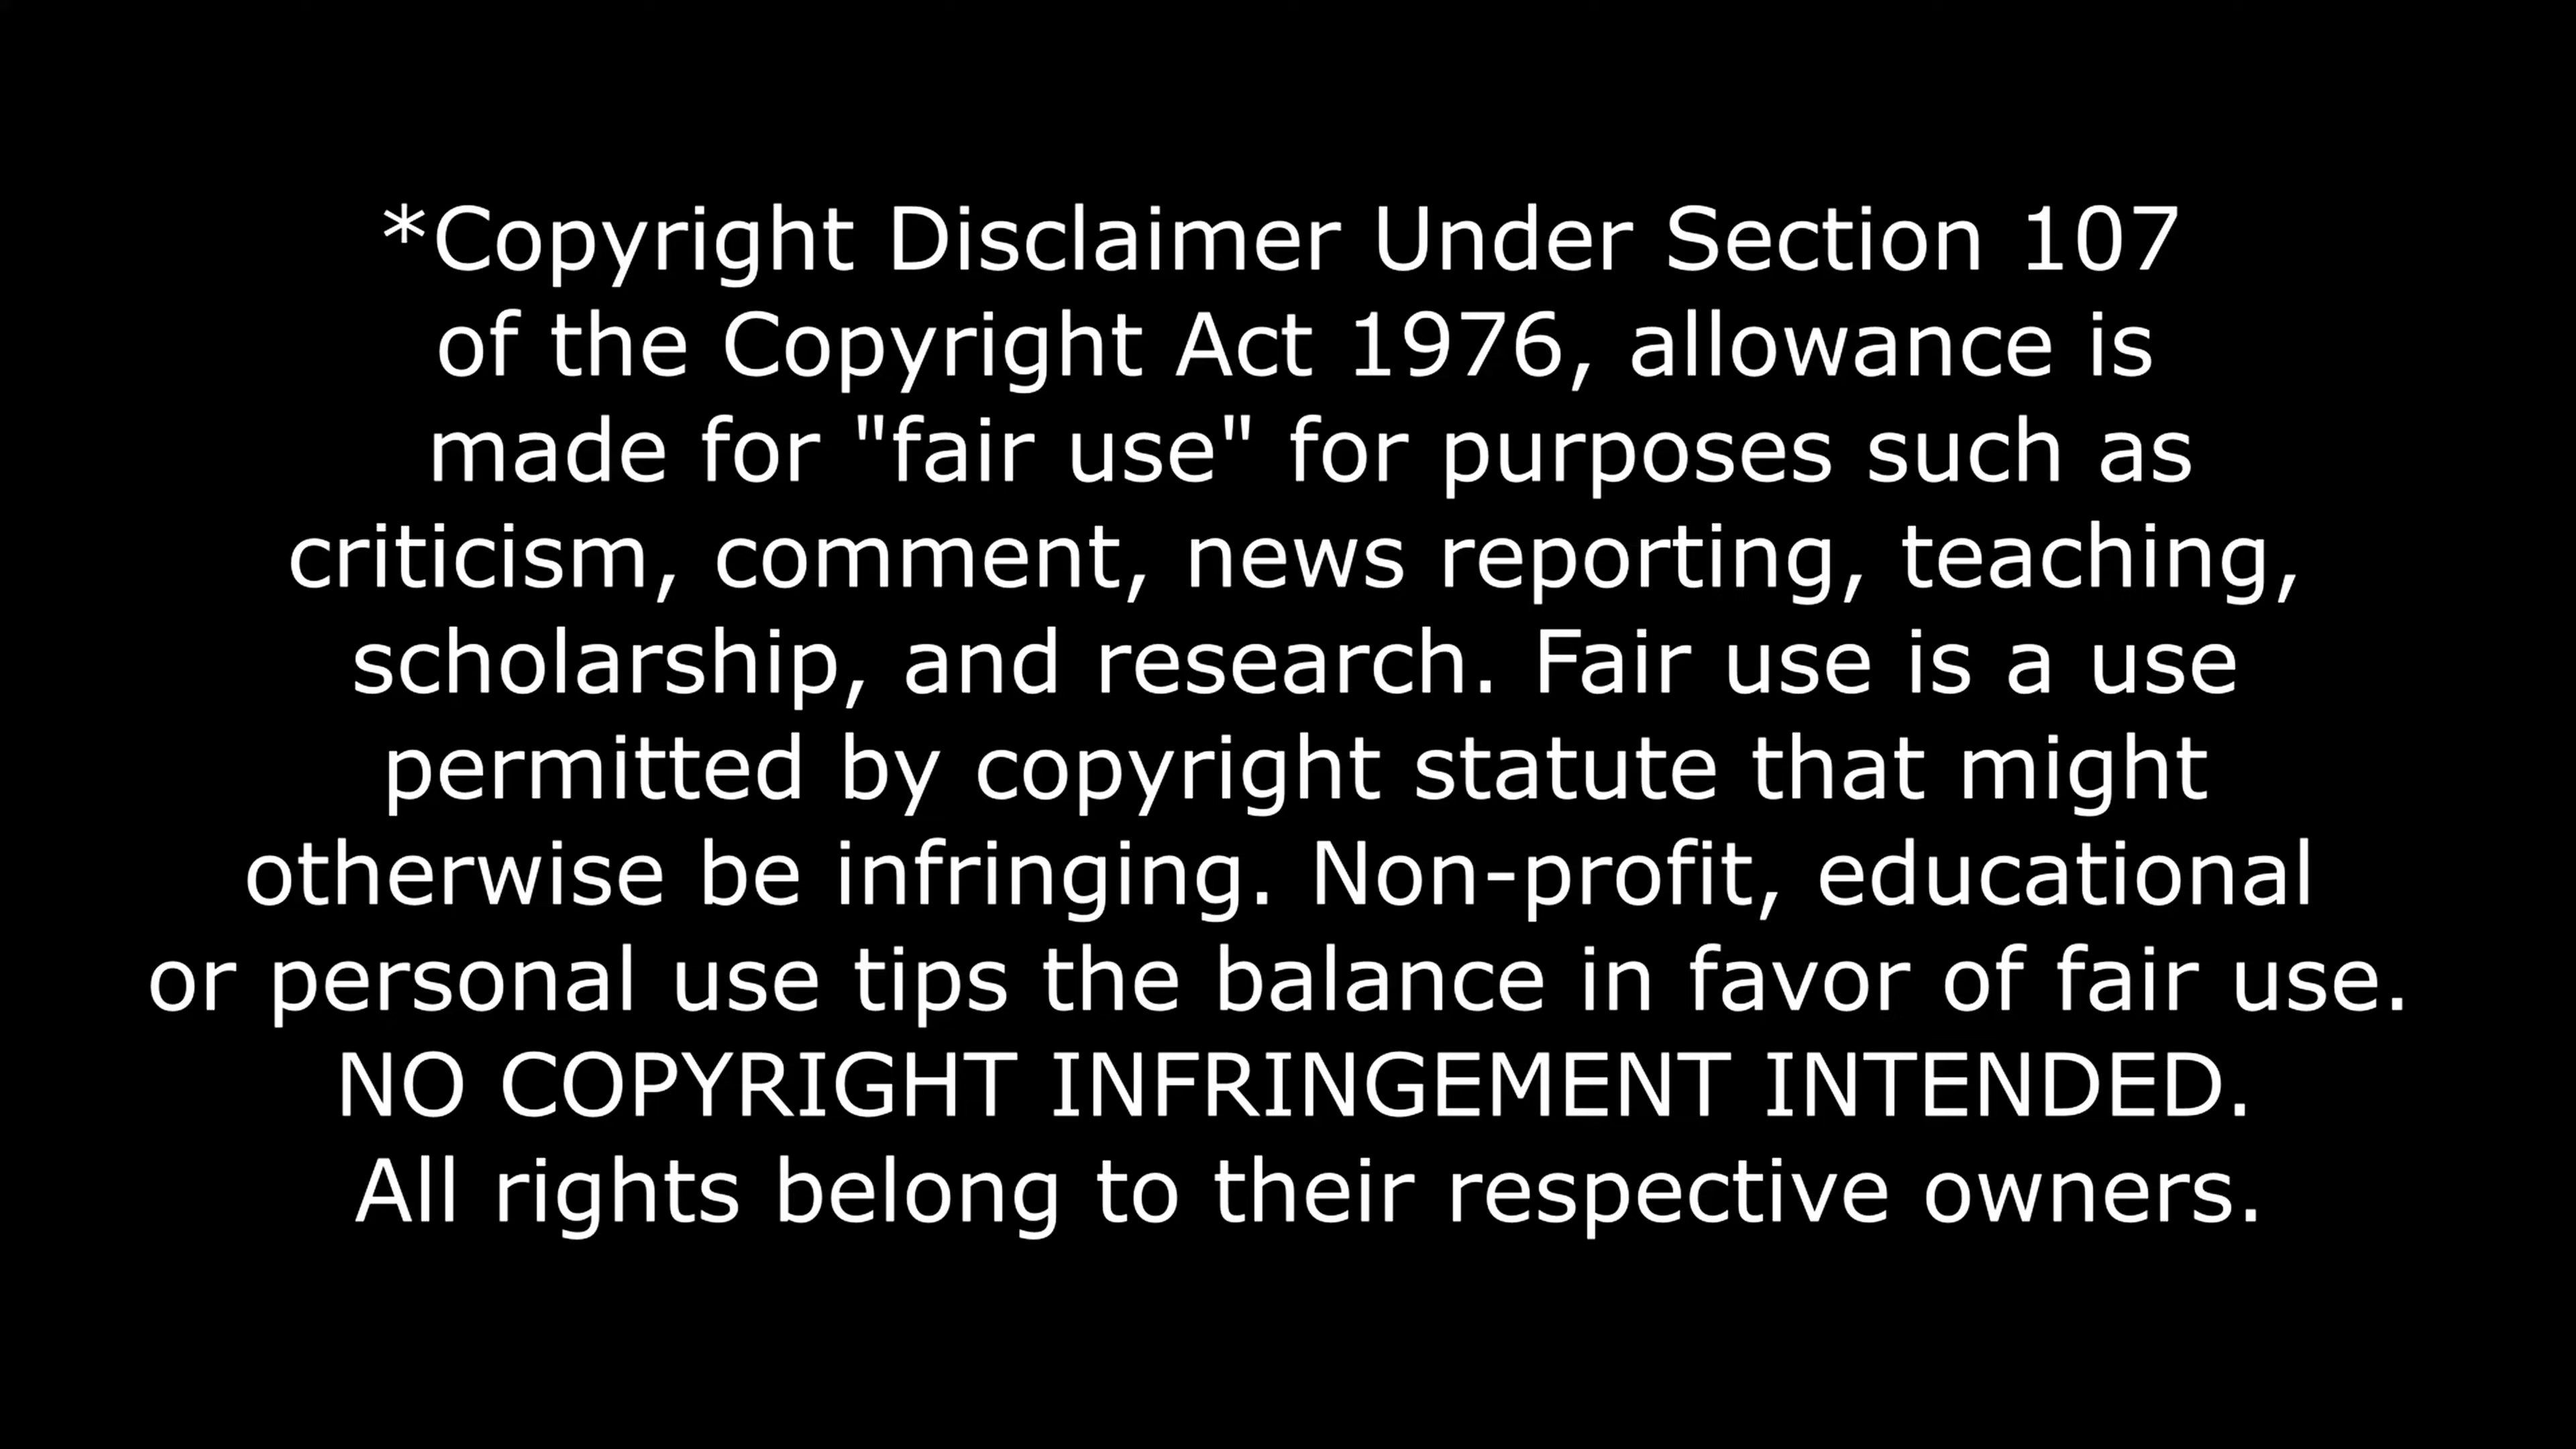 *Copyright Disclaimer Under Section 107
of the Copyright Act 1976, allowance is
made for "fair use" for purposes such as
criticism, comment, news reporting, teaching,
scholarship, and research. Fair use is a use
permitted by copyright statute that might
otherwise be infringing. Non-profit, educational
or personal use tips the balance in favor of fair use.
NO COPYRIGHT INFRINGEMENT INTENDED.
All rights belong to their respective owners.